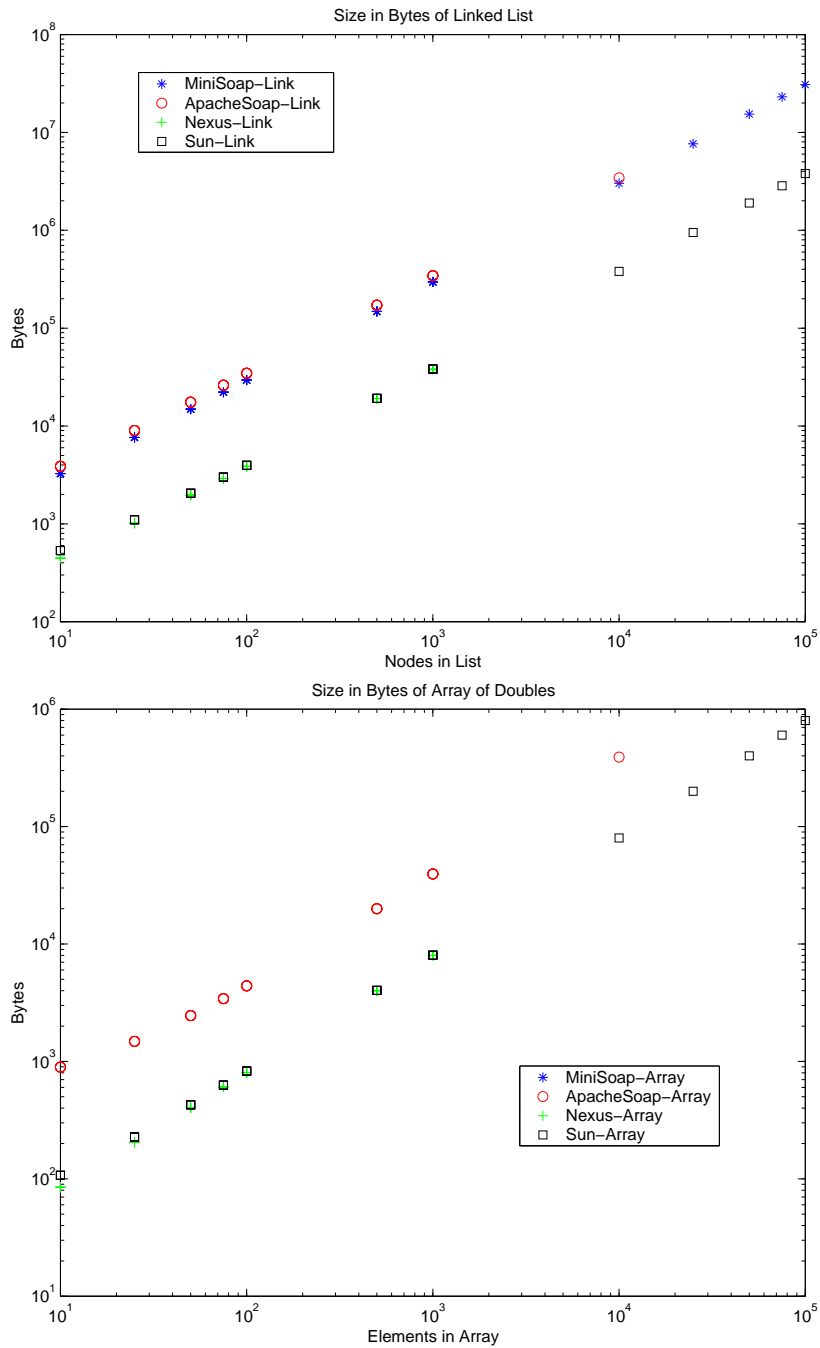 Size in Bytes of Linked List
10^8
10^7
10^6
10^5
10^4
10^3
10^2
Bytes
MiniSoap-Link
ApacheSoap-Link
Nexus-Link
Sun-Link
10^1 10^2 10^3 10^4 10^5
Nodes in List
Size in Bytes of Array of Doubles
10^6
10^5
10^4
10^3
10^2
10^1
Bytes
MiniSoap-Array
ApacheSoap-Array
Nexus-Array
Sun-Array
10^1 10^2 10^3 10^4 10^5
Elements in Array